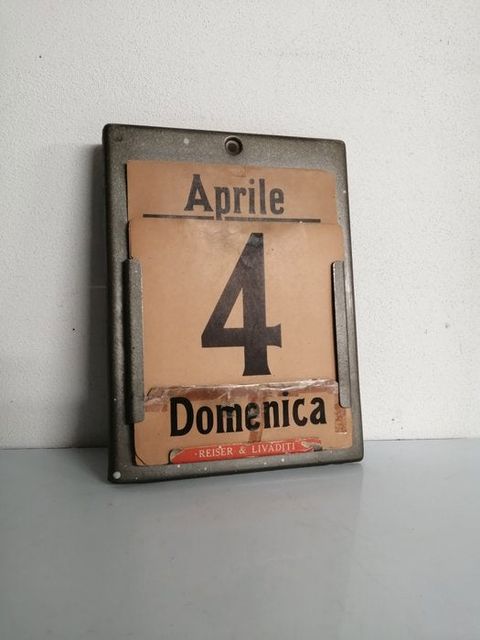 Aprile
4
Domenica
·REISER & LIVADITI·